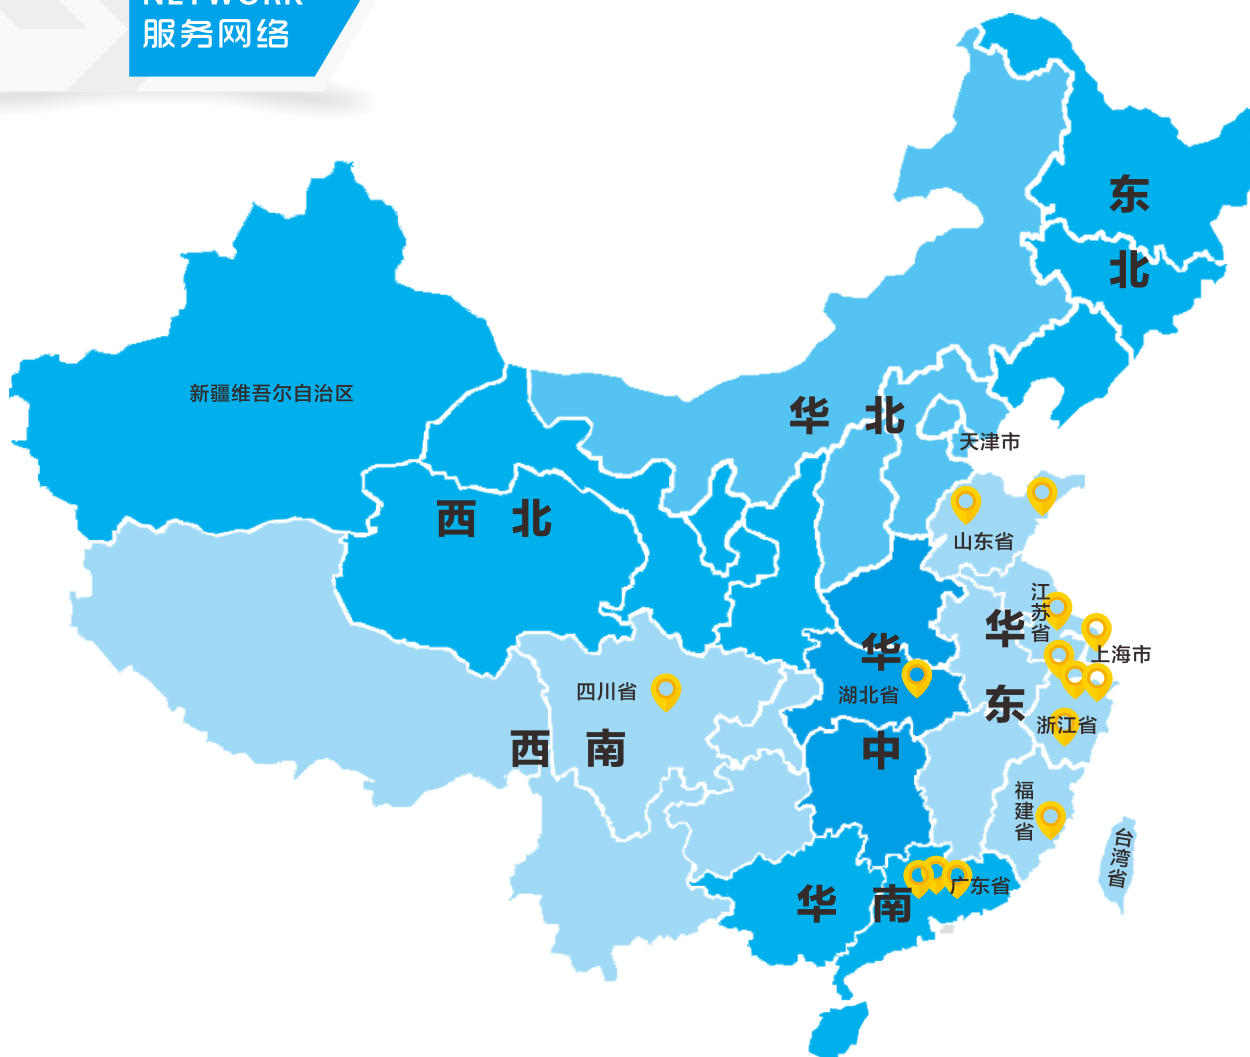 NETWORK
服务网络
东北
新疆维吾尔自治区
华北
天津市
西北
山东省
江苏省
华东
上海市
华中
四川省
湖北省
浙江省
西南
福建省
台湾省
广东省
华南